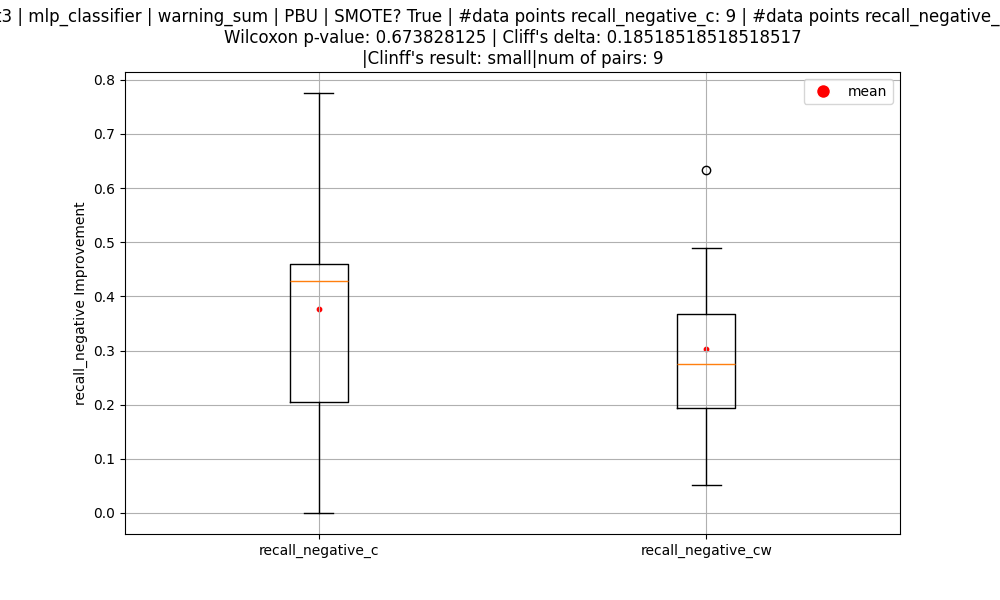 3 | mlp_classifier | warning_sum | PBU | SMOTE? True | #data points recall_negative_c: 9 | #data points recall_negative_
Wilcoxon p-value: 0.673828125 | Cliff's delta: 0.18518518518518517
|Clinff's result: small|num of pairs: 9
mean
0.8
0.7
0.6
0.5
0.4
0.3
0.2
0.1
0.0
recall_negative Improvement
recall_negative_c
recall_negative_cw